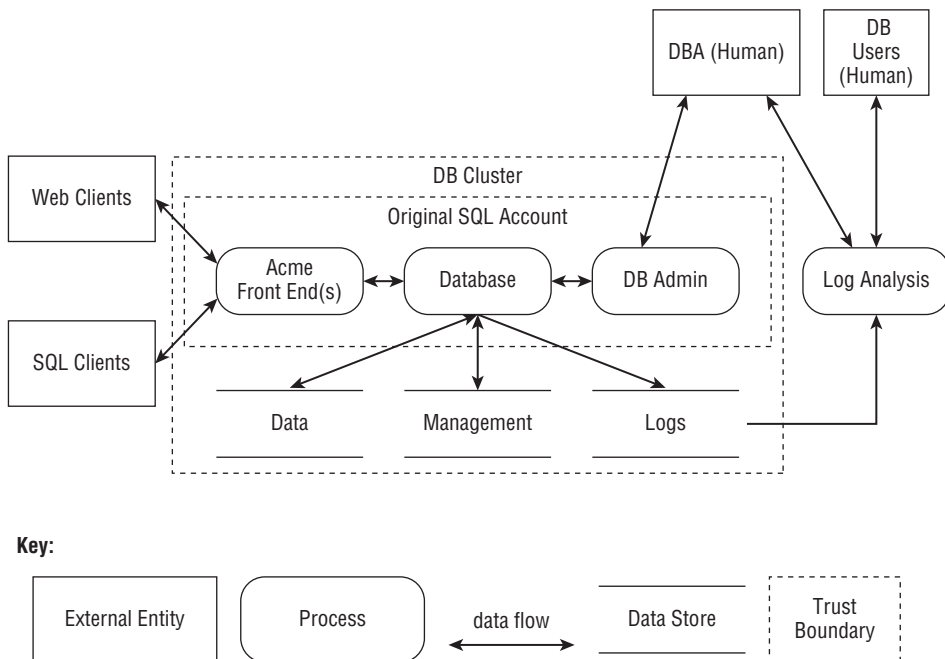 DBA (Human)
DB
Users
(Human)
Web Clients
DB Cluster
Original SQL Account
Acme
Front End(s)
Database
DB Admin
Log Analysis
SQL Clients
Data
Management
Logs
Key:
External Entity
Process
data flow
Data Store
Trust
Boundary